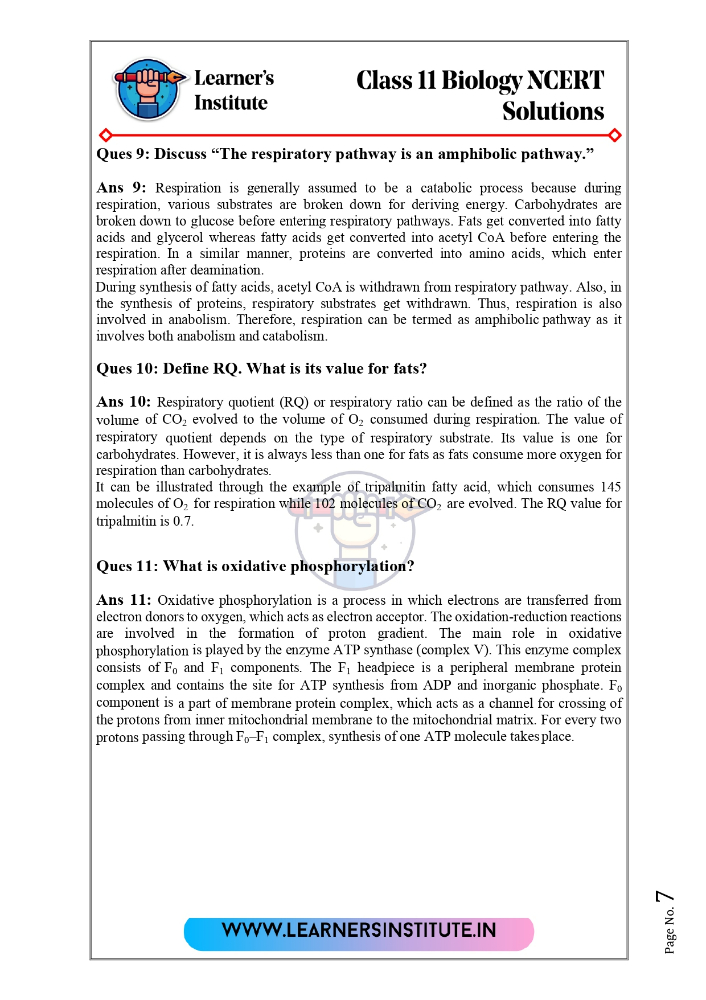 Learner's
Institute
Class 11 Biology NCERT
Solutions
Ques 9: Discuss “The respiratory pathway is an amphibolic pathway.”
Ans 9: Respiration is generally assumed to be a catabolic process because during
respiration, various substrates are broken down for deriving energy. Carbohydrates are
broken down to glucose before entering respiratory pathways. Fats get converted into fatty
acids and glycerol whereas fatty acids get converted into acetyl CoA before entering the
respiration. In a similar manner, proteins are converted into amino acids, which enter
respiration after deamination.
During synthesis of fatty acids, acetyl CoA is withdrawn from respiratory pathway. Also, in
the synthesis of proteins, respiratory substrates get withdrawn. Thus, respiration is also
involved in anabolism. Therefore, respiration can be termed as amphibolic pathway as it
involves both anabolism and catabolism.
Ques 10: Define RQ. What is its value for fats?
Ans 10: Respiratory quotient (RQ) or respiratory ratio can be defined as the ratio of the
volume of CO₂ evolved to the volume of O₂ consumed during respiration. The value of
respiratory quotient depends on the type of respiratory substrate. Its value is one for
carbohydrates. However, it is always less than one for fats as fats consume more oxygen for
respiration than carbohydrates.
It can be illustrated through the example of tripalmitin fatty acid, which consumes 145
molecules of O₂ for respiration while 102 molecules of CO₂ are evolved. The RQ value for
tripalmitin is 0.7.
Ques 11: What is oxidative phosphorylation?
Ans 11: Oxidative phosphorylation is a process in which electrons are transferred from
electron donors to oxygen, which acts as electron acceptor. The oxidation-reduction reactions
are involved in the formation of proton gradient. The main role in oxidative
phosphorylation is played by the enzyme ATP synthase (complex V). This enzyme complex
consists of F₀ and F₁ components. The F₁ headpiece is a peripheral membrane protein
complex and contains the site for ATP synthesis from ADP and inorganic phosphate. F₀
component is a part of membrane protein complex, which acts as a channel for crossing of
the protons from inner mitochondrial membrane to the mitochondrial matrix. For every two
protons passing through F₀–F₁ complex, synthesis of one ATP molecule takes place.
WWW.LEARNERSINSTITUTE.IN
Page No. 7